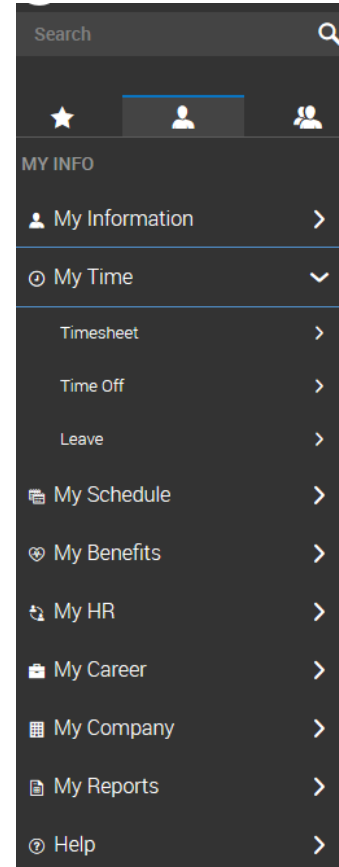 Search
MY INFO
My Information
My Time
Timesheet
Time Off
Leave
My Schedule
My Benefits
My HR
My Career
My Company
My Reports
Help